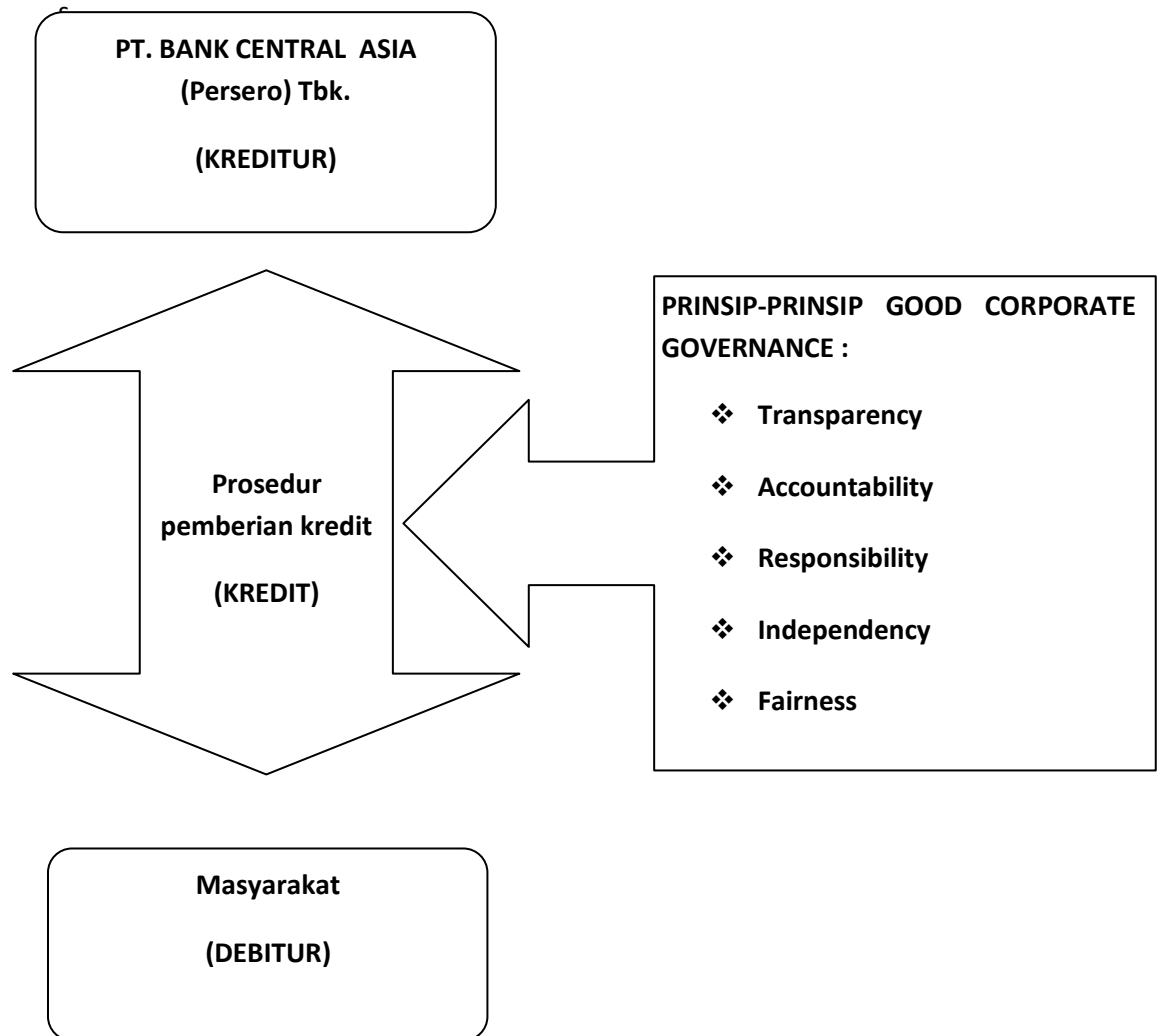 PT. BANK CENTRAL ASIA
(Persero) Tbk.
(KREDITUR)
PRINSIP-PRINSIP GOOD CORPORATE
GOVERNANCE :
❖ Transparency
❖ Accountability
❖ Responsibility
❖ Independency
❖ Fairness
Prosedur
pemberian kredit
(KREDIT)
Masyarakat
(DEBITUR)